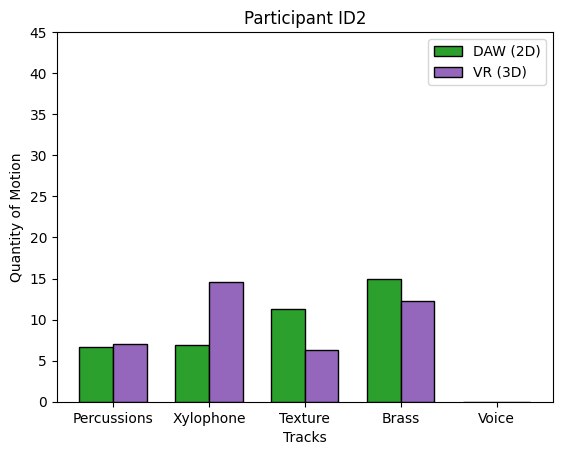 Participant ID2
DAW (2D)
VR (3D)
Quantity of Motion
45
40
35
30
25
20
15
10
5
0
Percussions Xylophone Texture Brass Voice
Tracks